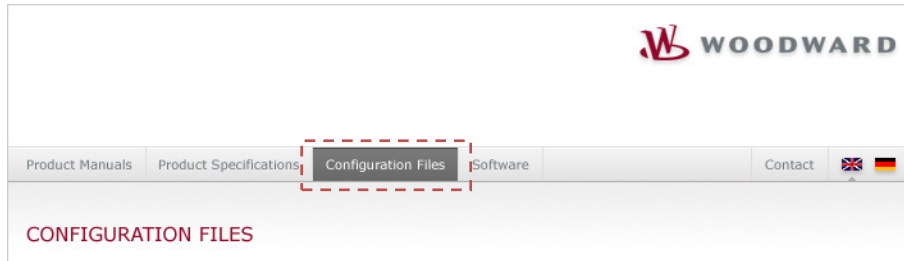 WOODWARD
Product Manuals Product Specifications Configuration Files Software Contact
CONFIGURATION FILES